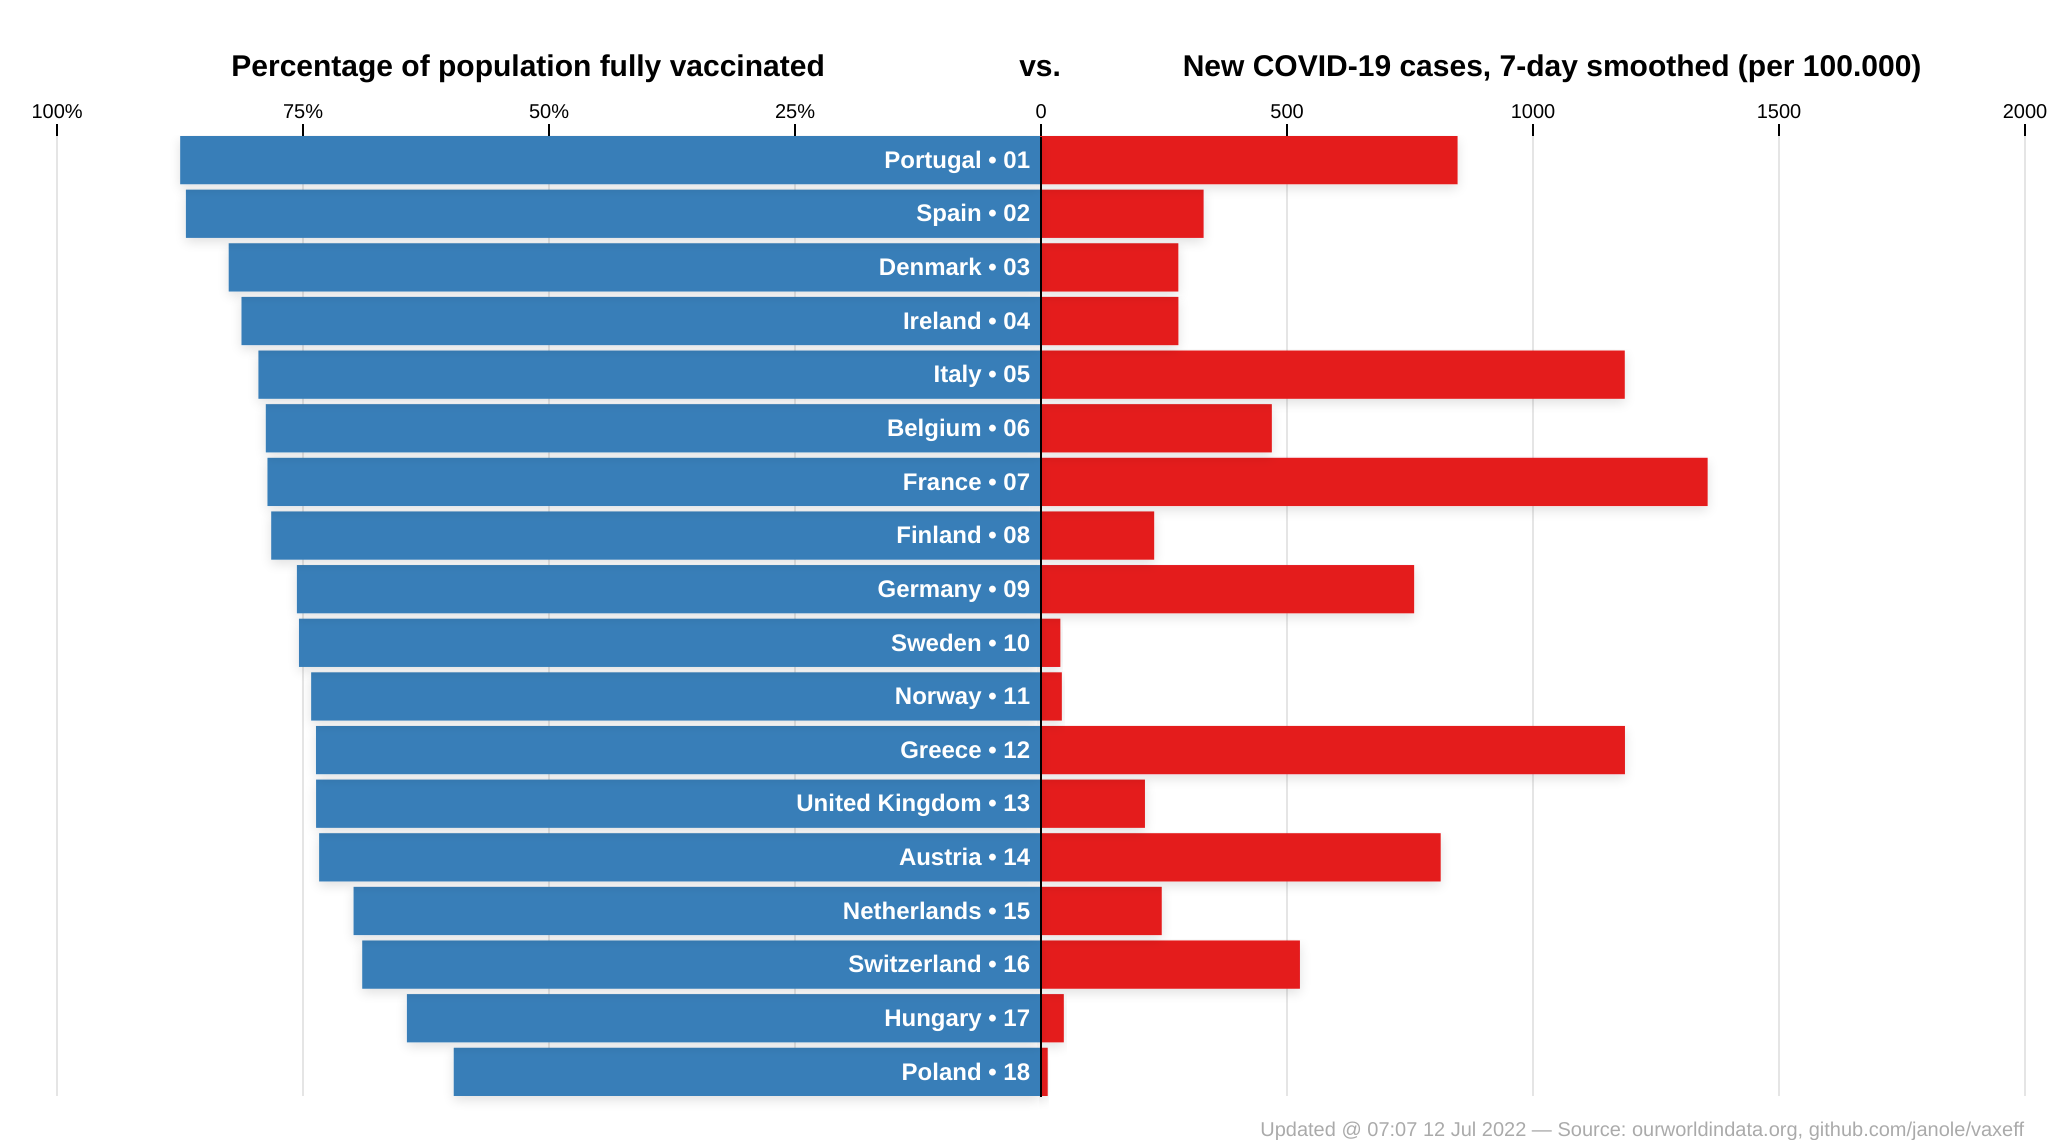 Percentage of population fully vaccinated vs. New COVID-19 cases, 7-day smoothed (per 100.000)
100% 75% 50% 25% 0 500 1000 1500 2000
Portugal • 01
Spain • 02
Denmark • 03
Ireland • 04
Italy • 05
Belgium • 06
France • 07
Finland • 08
Germany • 09
Sweden • 10
Norway • 11
Greece • 12
United Kingdom • 13
Austria • 14
Netherlands • 15
Switzerland • 16
Hungary • 17
Poland • 18
Updated @ 07:07 12 Jul 2022 — Source: ourworldindata.org, github.com/janole/vaxeff